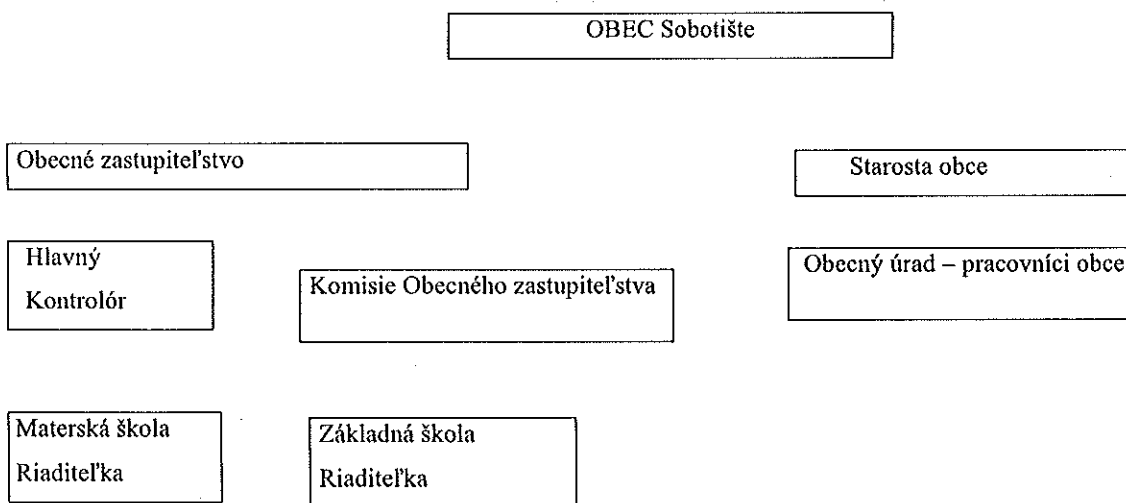 OBEC Sobotište
Obecné zastupiteľstvo
Starosta obce
Hlavný
Kontrolór
Komisie Obecného zastupiteľstva
Obecný úrad – pracovníci obce
Materská škola
Riaditeľka
Základná škola
Riaditeľka